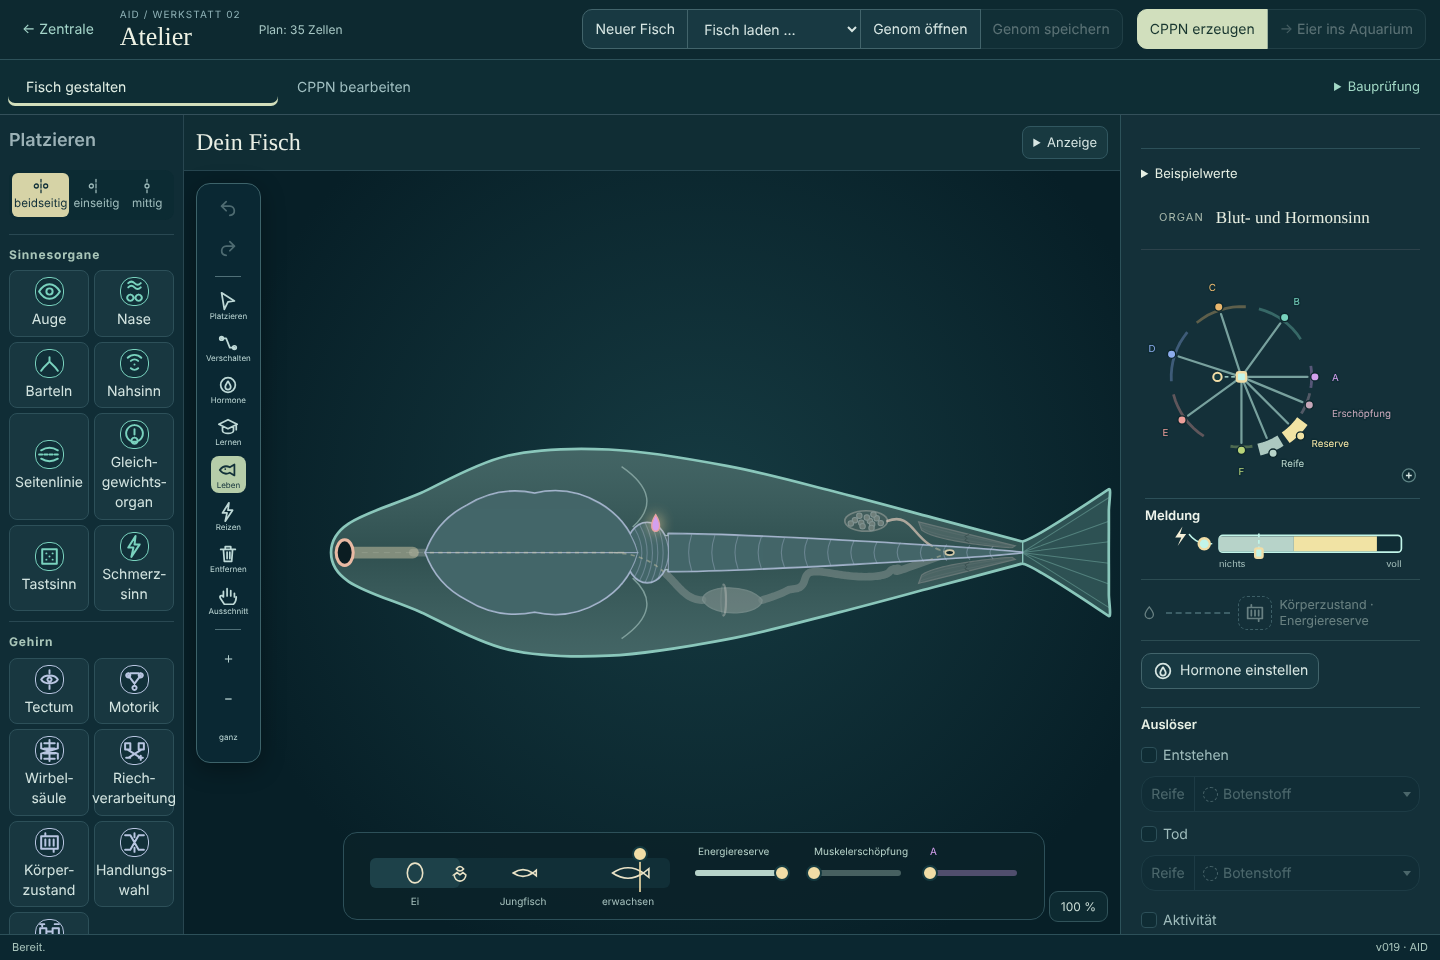 ← Zentrale
AID / WERKSTATT 02
Atelier
Plan: 35 Zellen
Neuer Fisch
Fisch laden ...
Genom öffnen
Genom speichern
CPPN erzeugen
→ Eier ins Aquarium
Fisch gestalten
CPPN bearbeiten
Bauprüfung
Platzieren
beidseitig
einseitig
mittig
Sinnesorgane
Auge
Nase
Barteln
Nahsinn
Seitenlinie
Gleich-
gewichts-
organ
Tastsinn
Schmerz-
sinn
Gehirn
Tectum
Motorik
Wirbel-
säule
Riech-
verarbeitung
Körper-
zustand
Handlungs-
wahl
Dein Fisch
Anzeige
Platzieren
Verschalten
Hormone
Lernen
Leben
Reizen
Entfernen
Ausschnitt
+
−
ganz
Ei
Jungfisch
erwachsen
Energiereserve
Muskelerschöpfung
A
100 %
Beispielwerte
ORGAN Blut- und Hormonsinn
C
B
D
A
Erschöpfung
E
Reserve
Reife
F
Meldung
nichts
voll
Körperzustand ·
Energiereserve
Hormone einstellen
Auslöser
Entstehen
Reife
Botenstoff
Tod
Reife
Botenstoff
Aktivität
Bereit.
v019 · AID